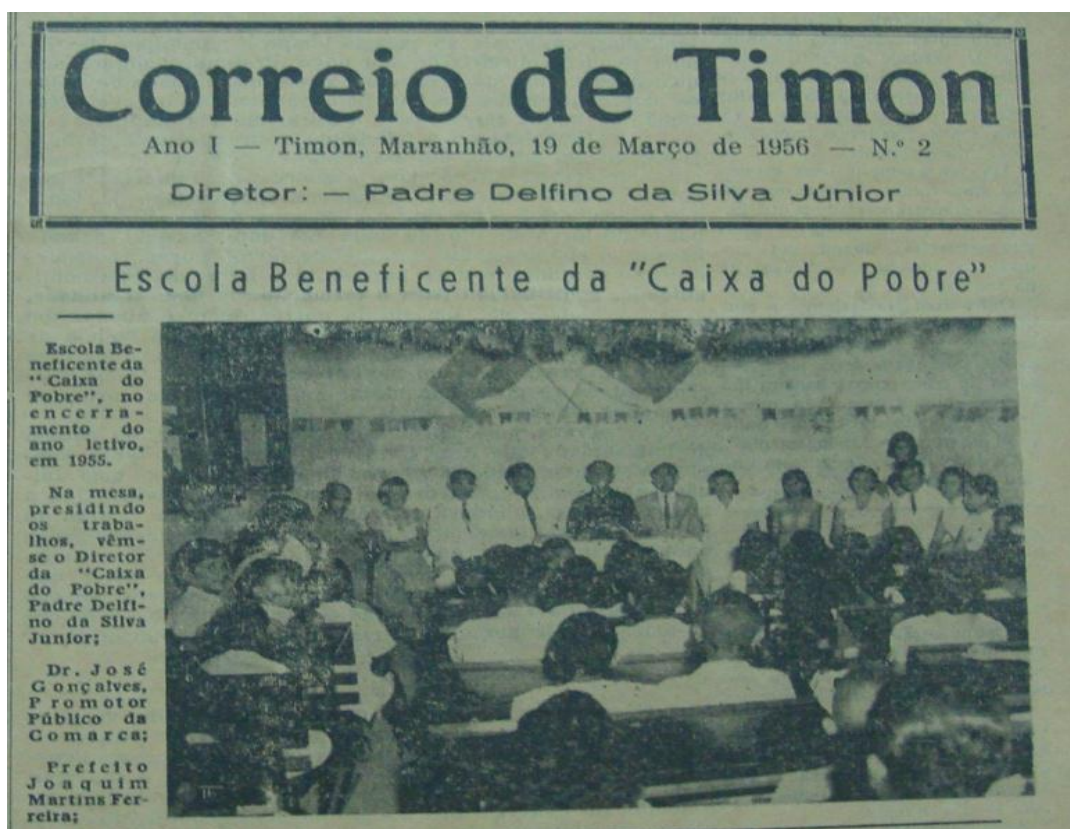 Correio de Timon
Ano I — Timon, Maranhão, 19 de Março de 1956 — N.º 2
Diretor: — Padre Delfino da Silva Júnior
Escola Beneficente da "Caixa do Pobre"
Escola Be-
neficente da
"Caixa do
Pobre", no
encerra-
mento do
ano letivo,
em 1955.
Na mesa,
presidindo
os traba-
lhos, vêm-
se o Diretor
da "Caixa
do Pobre",
Padre Delfi-
no da Silva
Junior;
Dr. José
Gonçalves,
Promotor
Público da
Comarca;
Prefeito
Joaquim
Martins Fer-
reira;